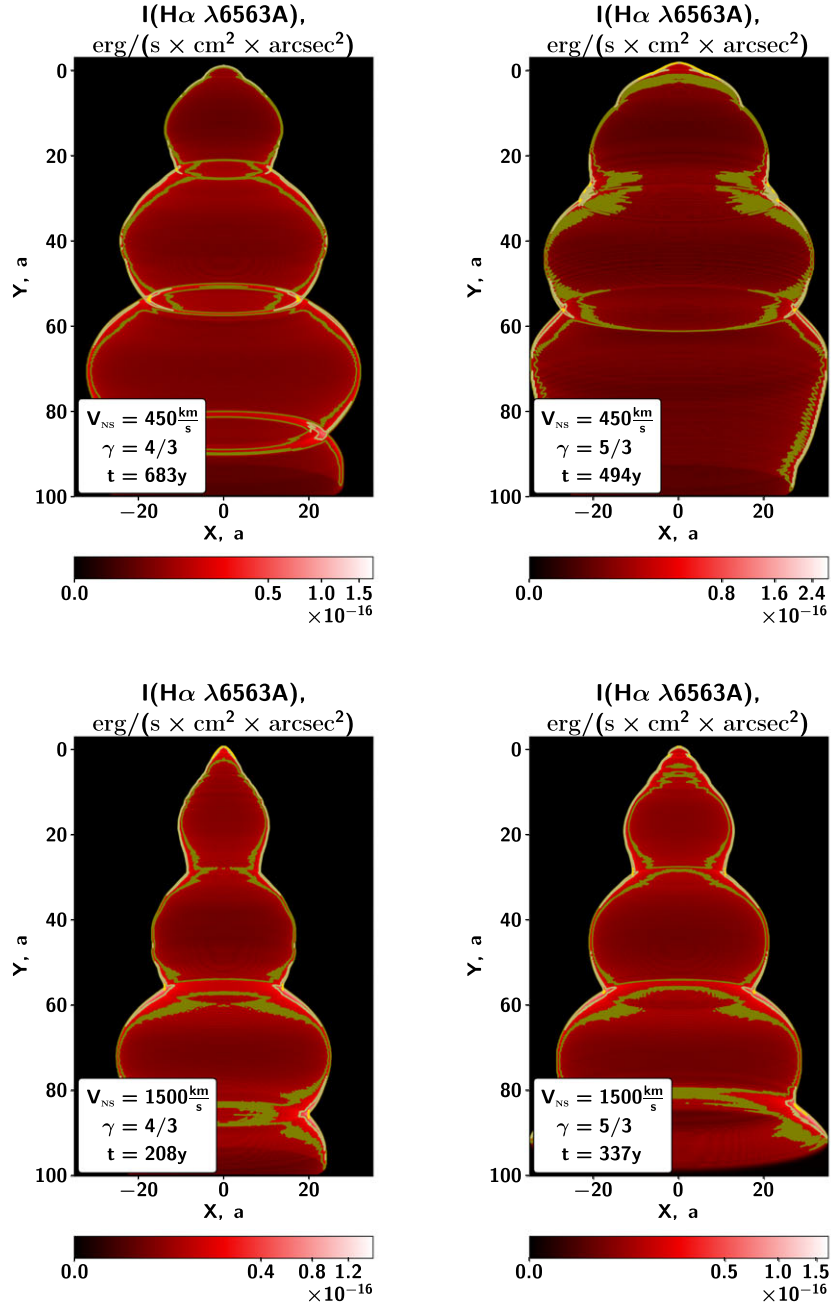 I(Hα λ6563A),
erg/(s × cm² × arcsec²)
0
20
40
60
80
100
Y, a
V_NS = 450 km/s
γ = 4/3
t = 683y
−20 0 20
X, a
0.0 0.5 1.0 1.5
×10⁻¹⁶
I(Hα λ6563A),
erg/(s × cm² × arcsec²)
0
20
40
60
80
100
Y, a
V_NS = 450 km/s
γ = 5/3
t = 494y
−20 0 20
X, a
0.0 0.8 1.6 2.4
×10⁻¹⁶
I(Hα λ6563A),
erg/(s × cm² × arcsec²)
0
20
40
60
80
100
Y, a
V_NS = 1500 km/s
γ = 4/3
t = 208y
−20 0 20
X, a
0.0 0.4 0.8 1.2
×10⁻¹⁶
I(Hα λ6563A),
erg/(s × cm² × arcsec²)
0
20
40
60
80
100
Y, a
V_NS = 1500 km/s
γ = 5/3
t = 337y
−20 0 20
X, a
0.0 0.5 1.0 1.5
×10⁻¹⁶